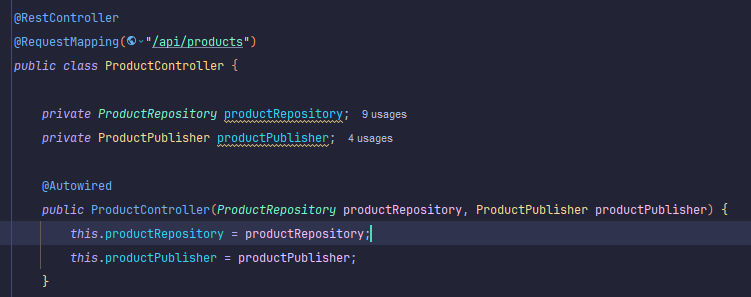 @RestController
@RequestMapping("/api/products")
public class ProductController {
private ProductRepository productRepository; 9 usages
private ProductPublisher productPublisher; 4 usages
@Autowired
public ProductController(ProductRepository productRepository, ProductPublisher productPublisher) {
this.productRepository = productRepository;
this.productPublisher = productPublisher;
}